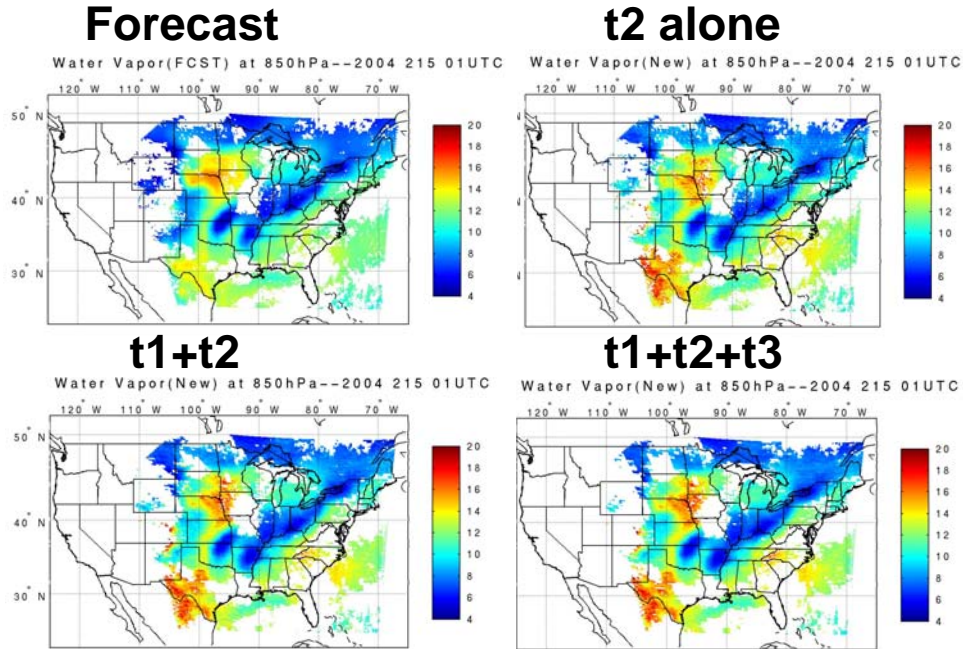 Forecast
Water Vapor(FCST) at 850hPa--2004 215 01UTC
120° W 110° W 100° W 90° W 80° W 70° W
50° N
40° N
30° N
20
18
16
14
12
10
8
6
4
t2 alone
Water Vapor(New) at 850hPa--2004 215 01UTC
120° W 110° W 100° W 90° W 80° W 70° W
N
N
N
20
18
16
14
12
10
8
6
4
t1+t2
Water Vapor(New) at 850hPa--2004 215 01UTC
120° W 110° W 100° W 90° W 80° W 70° W
50° N
40° N
30° N
20
18
16
14
12
10
8
6
4
t1+t2+t3
Water Vapor(New) at 850hPa--2004 215 01UTC
120° W 110° W 100° W 90° W 80° W 70° W
20
18
16
14
12
10
8
6
4